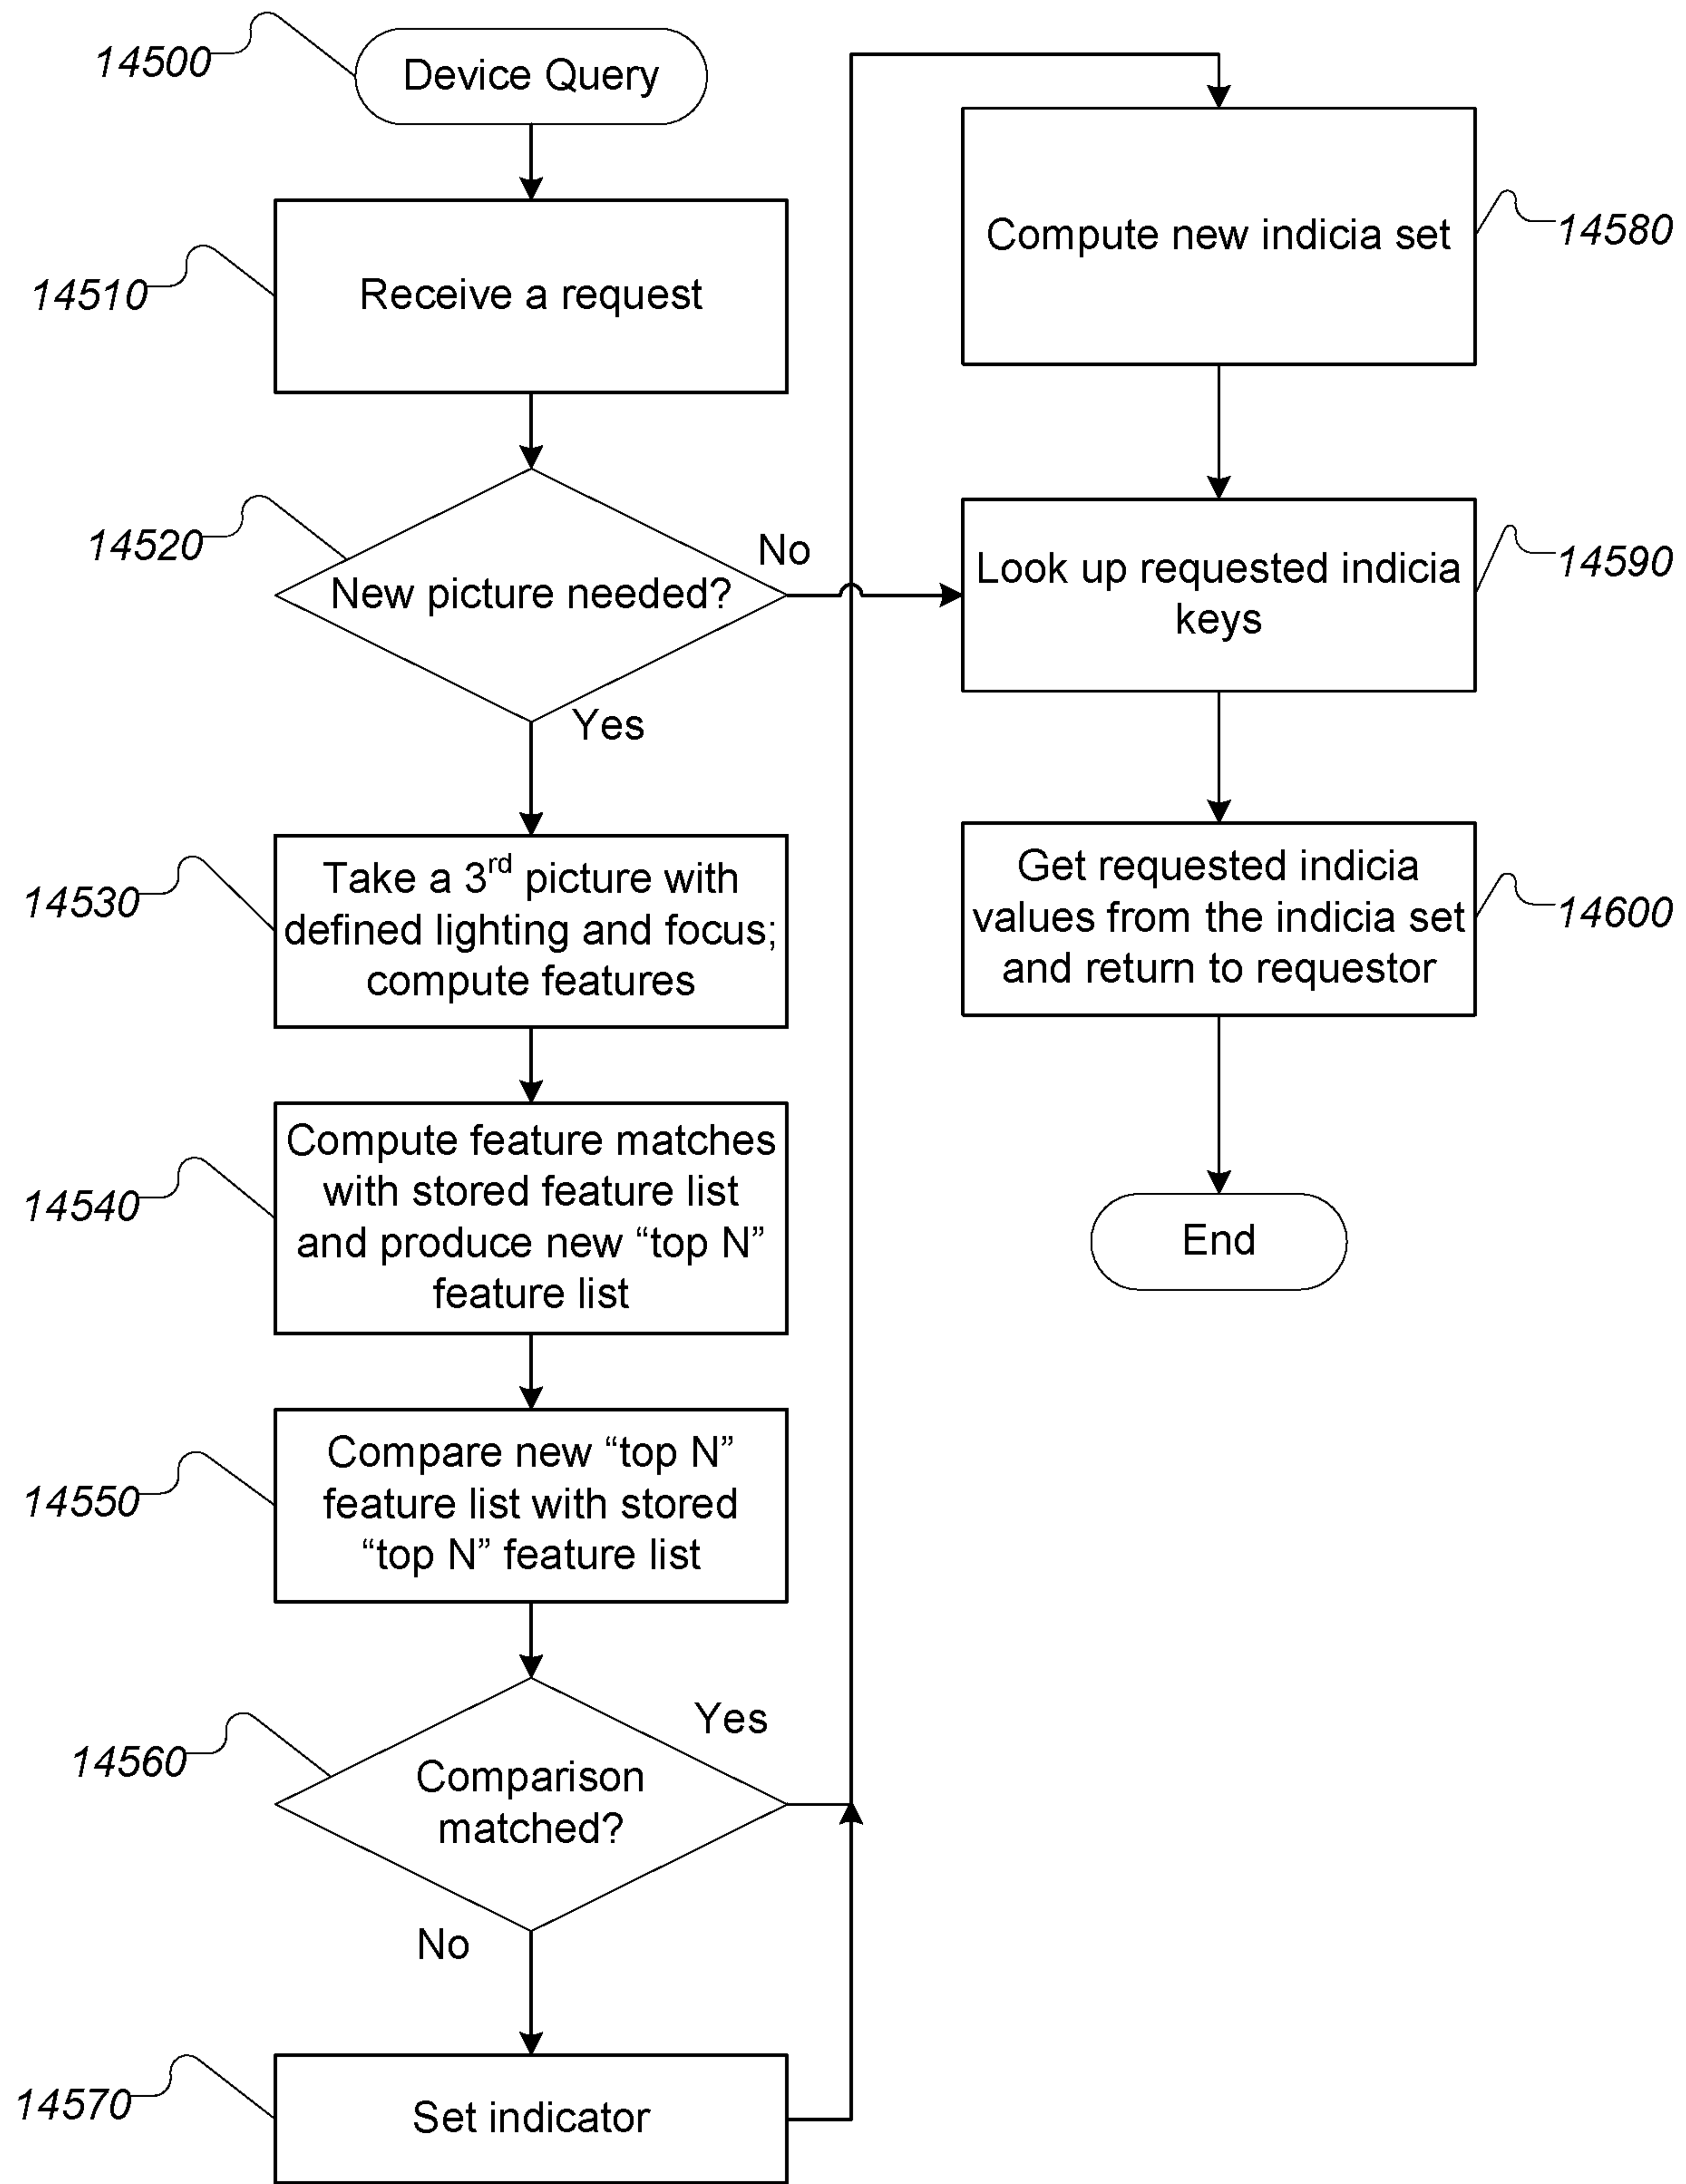 14500
Device Query
14510
Receive a request
14520
New picture needed?
No
Yes
14530
Take a 3rd picture with
defined lighting and focus;
compute features
14540
Compute feature matches
with stored feature list
and produce new “top N”
feature list
14550
Compare new “top N”
feature list with stored
“top N” feature list
14560
Comparison
matched?
Yes
No
14570
Set indicator
Compute new indicia set
14580
Look up requested indicia
keys
14590
Get requested indicia
values from the indicia set
and return to requestor
14600
End